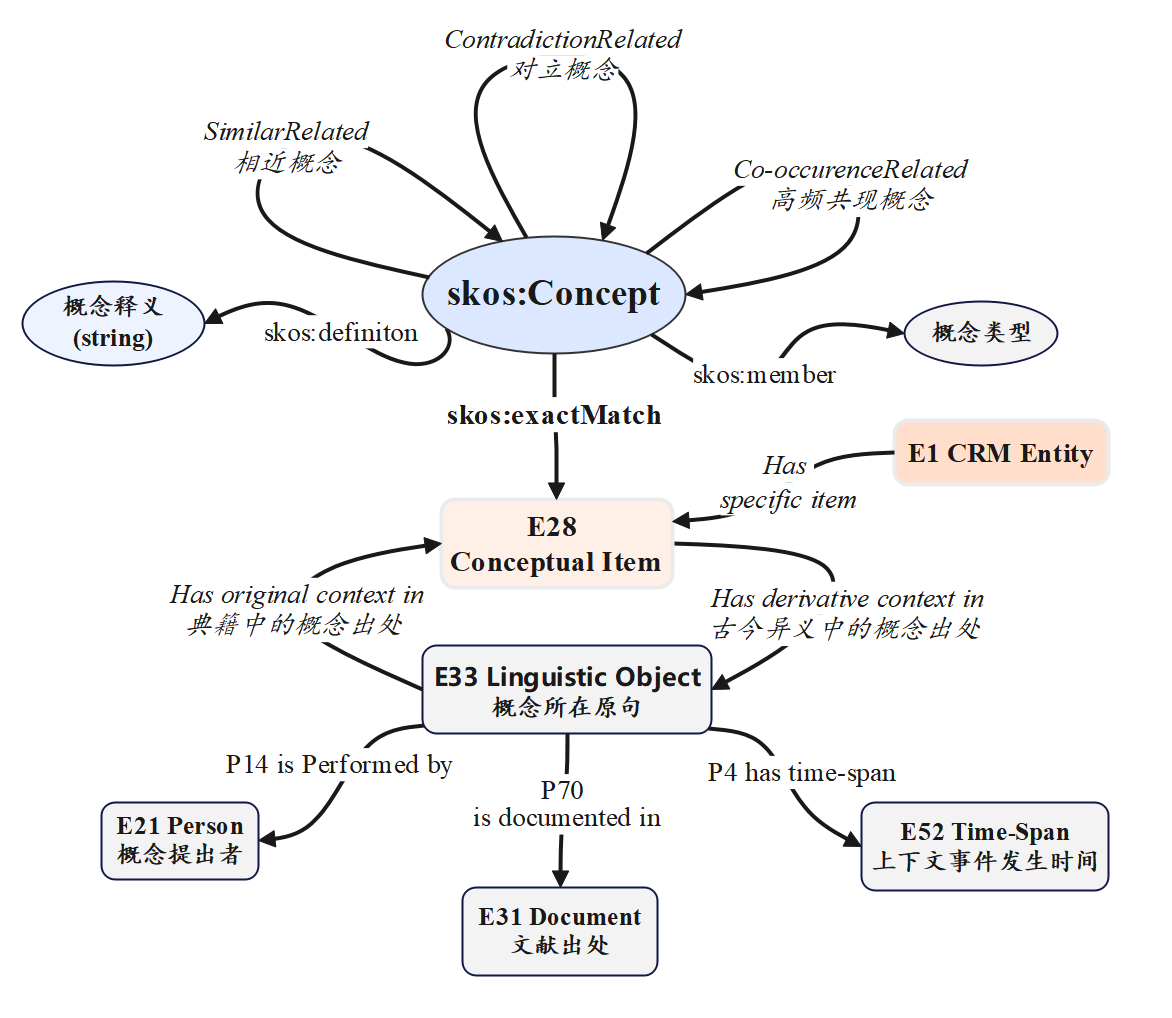 ContradictionRelated
对立概念
SimilarRelated
相近概念
Co-occurenceRelated
高频共现概念
skos:Concept
概念释义
(string)
skos:definiton
概念类型
skos:member
skos:exactMatch
E1 CRM Entity
Has
specific item
E28
Conceptual Item
Has original context in
典籍中的概念出处
Has derivative context in
古今异义中的概念出处
E33 Linguistic Object
概念所在原句
P14 is Performed by
P70
is documented in
P4 has time-span
E21 Person
概念提出者
E52 Time-Span
上下文事件发生时间
E31 Document
文献出处